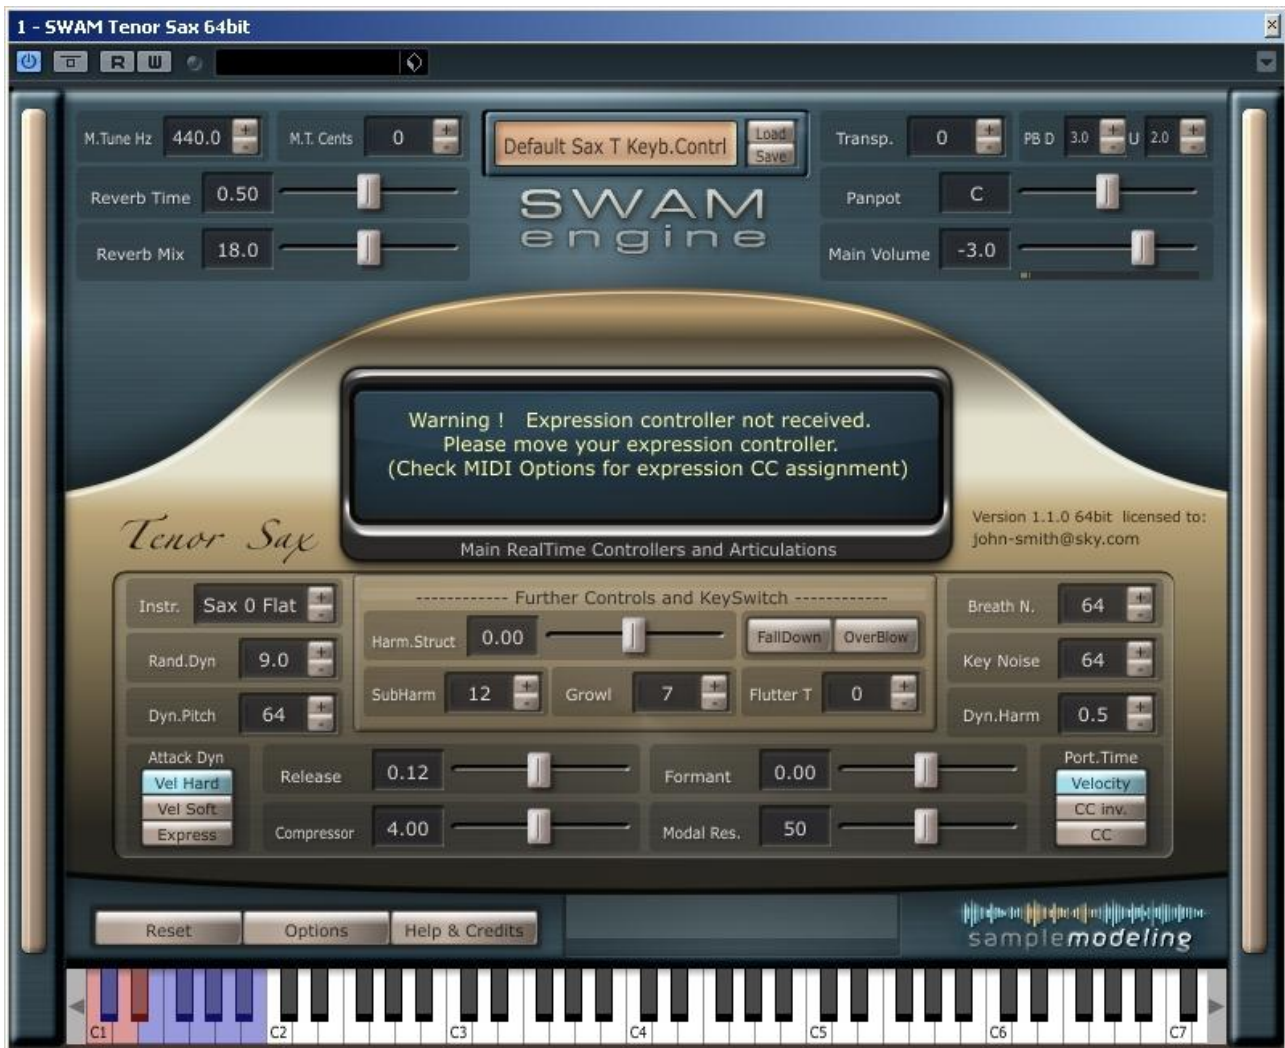 1 - SWAM Tenor Sax 64bit
R W
M.Tune Hz 440.0 + -
M.T. Cents 0 + -
Default Sax T Keyb.Contrl
Load
Save
Transp. 0 + -
PB D 3.0 + - U 2.0 + -
Reverb Time 0.50
Panpot C
Reverb Mix 18.0
Main Volume -3.0
SWAM
engine
Warning ! Expression controller not received.
Please move your expression controller.
(Check MIDI Options for expression CC assignment)
Tenor Sax
Main RealTime Controllers and Articulations
Version 1.1.0 64bit licensed to:
john-smith@sky.com
Instr. Sax 0 Flat + -
Rand.Dyn 9.0 + -
Dyn.Pitch 64 + -
----------- Further Controls and KeySwitch -----------
Harm.Struct 0.00
FallDown OverBlow
SubHarm 12 + -
Growl 7 + -
Flutter T 0 + -
Breath N. 64 + -
Key Noise 64 + -
Dyn.Harm 0.5 + -
Attack Dyn
Vel Hard
Vel Soft
Express
Release 0.12
Compressor 4.00
Formant 0.00
Modal Res. 50
Port.Time
Velocity
CC inv.
CC
Reset Options Help & Credits
samplemodeling
C1 C2 C3 C4 C5 C6 C7